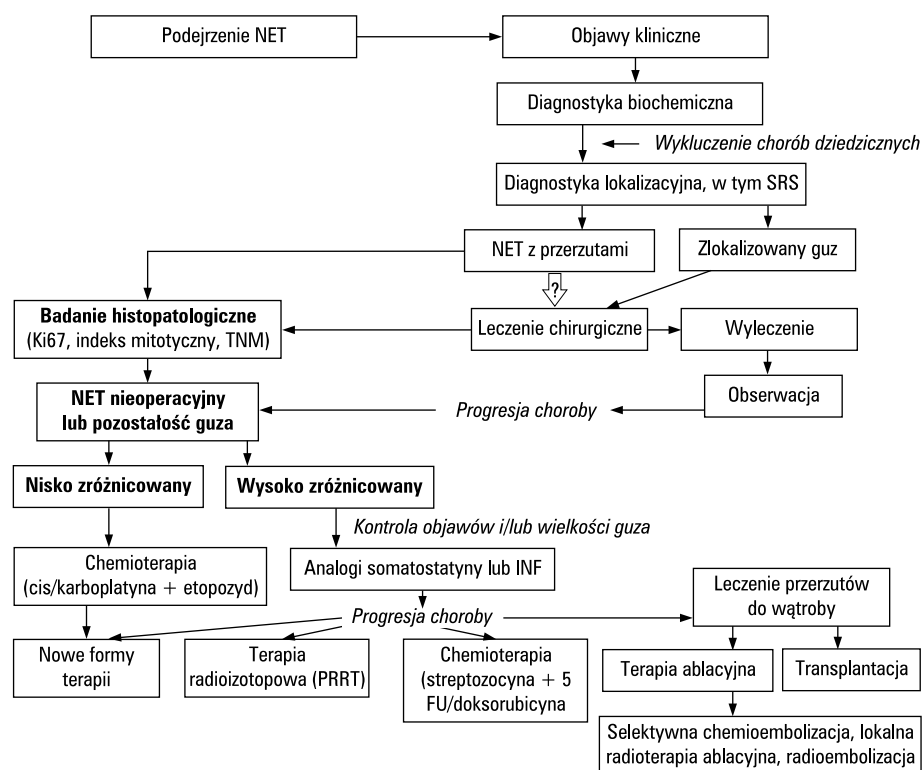 Podejrzenie NET
Objawy kliniczne
Diagnostyka biochemiczna
Wykluczenie chorób dziedzicznych
Diagnostyka lokalizacyjna, w tym SRS
NET z przerzutami
Zlokalizowany guz
?
Badanie histopatologiczne
(Ki67, indeks mitotyczny, TNM)
Leczenie chirurgiczne
Wyleczenie
NET nieoperacyjny
lub pozostałość guza
Progresja choroby
Obserwacja
Nisko zróżnicowany
Wysoko zróżnicowany
Kontrola objawów i/lub wielkości guza
Chemioterapia
(cis/karboplatyna + etopozyd)
Analogi somatostatyny lub INF
Leczenie przerzutów
do wątroby
Progresja choroby
Nowe formy
terapii
Terapia
radioizotopowa (PRRT)
Chemioterapia
(streptozocyna + 5
FU/doksorubicyna
Terapia ablacyjna
Transplantacja
Selektywna chemioembolizacja, lokalna
radioterapia ablacyjna, radioembolizacja